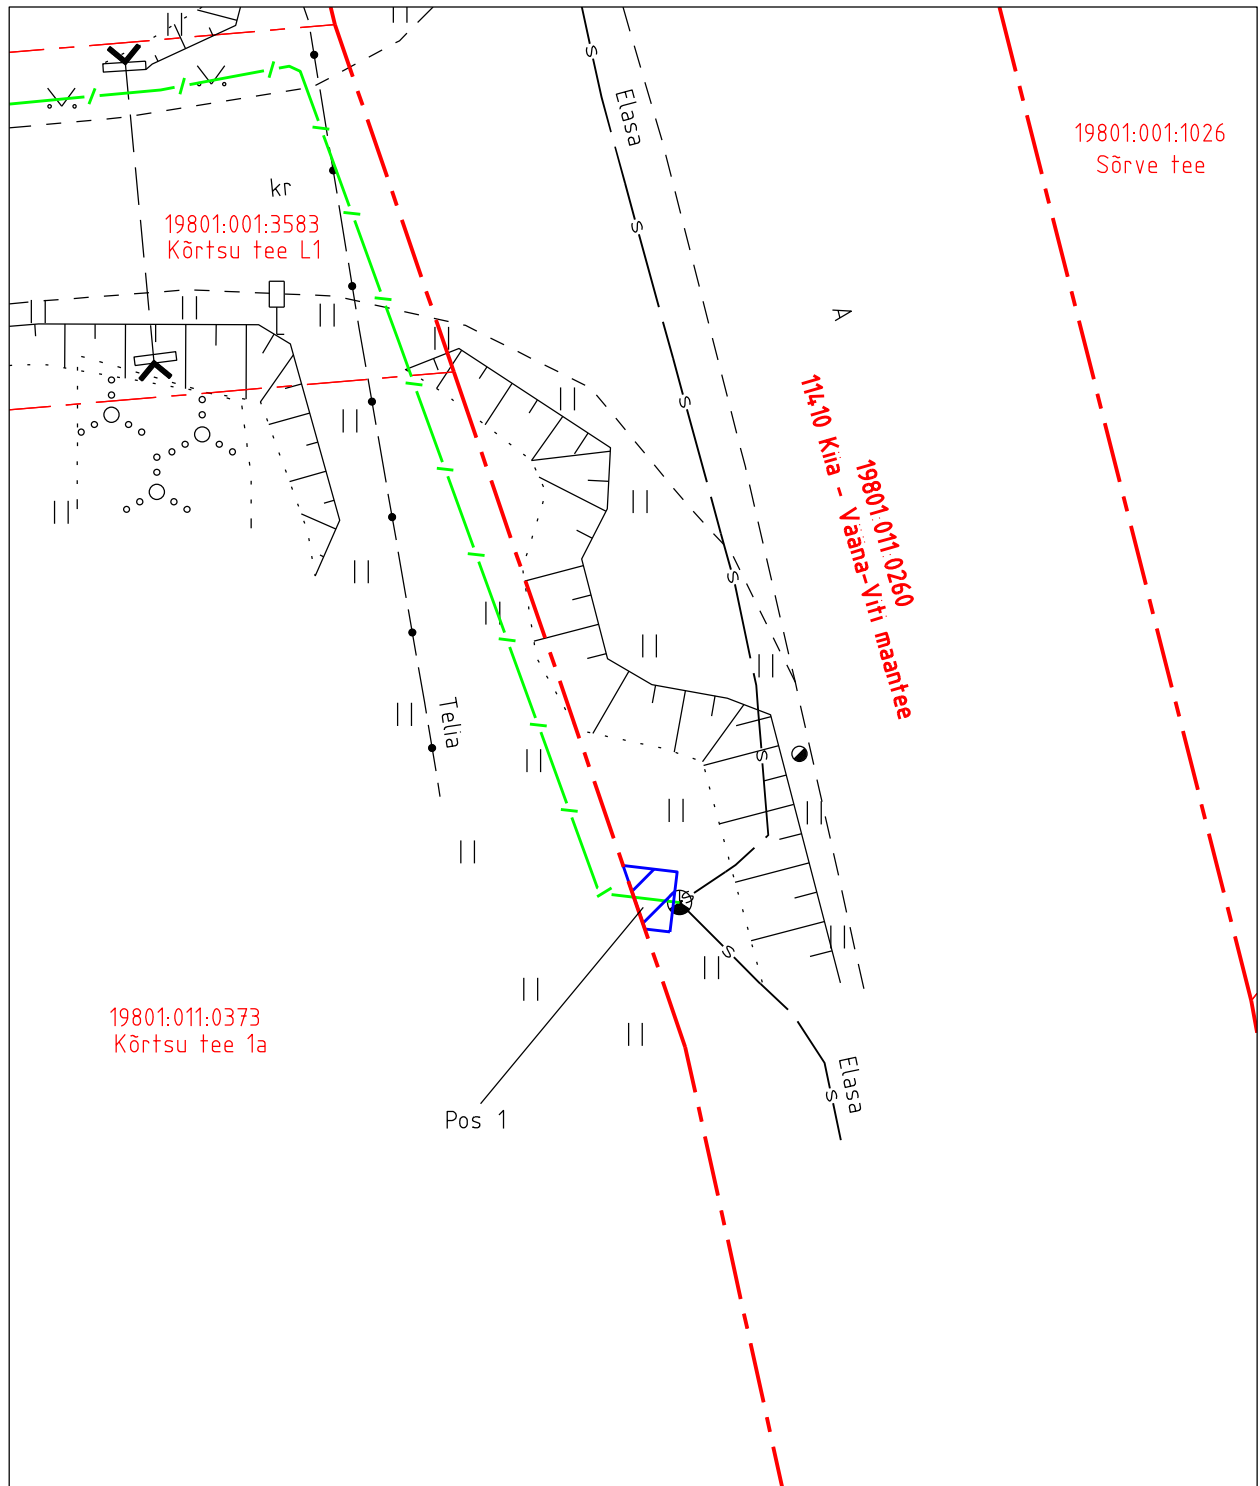 Elasa
19801:001:1026
Sõrve tee
kr
19801:001:3583
Kõrtsu tee L1
A
19801:011:0260
11410 Kiia - Vääna-Viti maantee
Telia
s
s
s
s
s
s
s
s
s
19801:011:0373
Kõrtsu tee 1a
Elasa
Pos 1